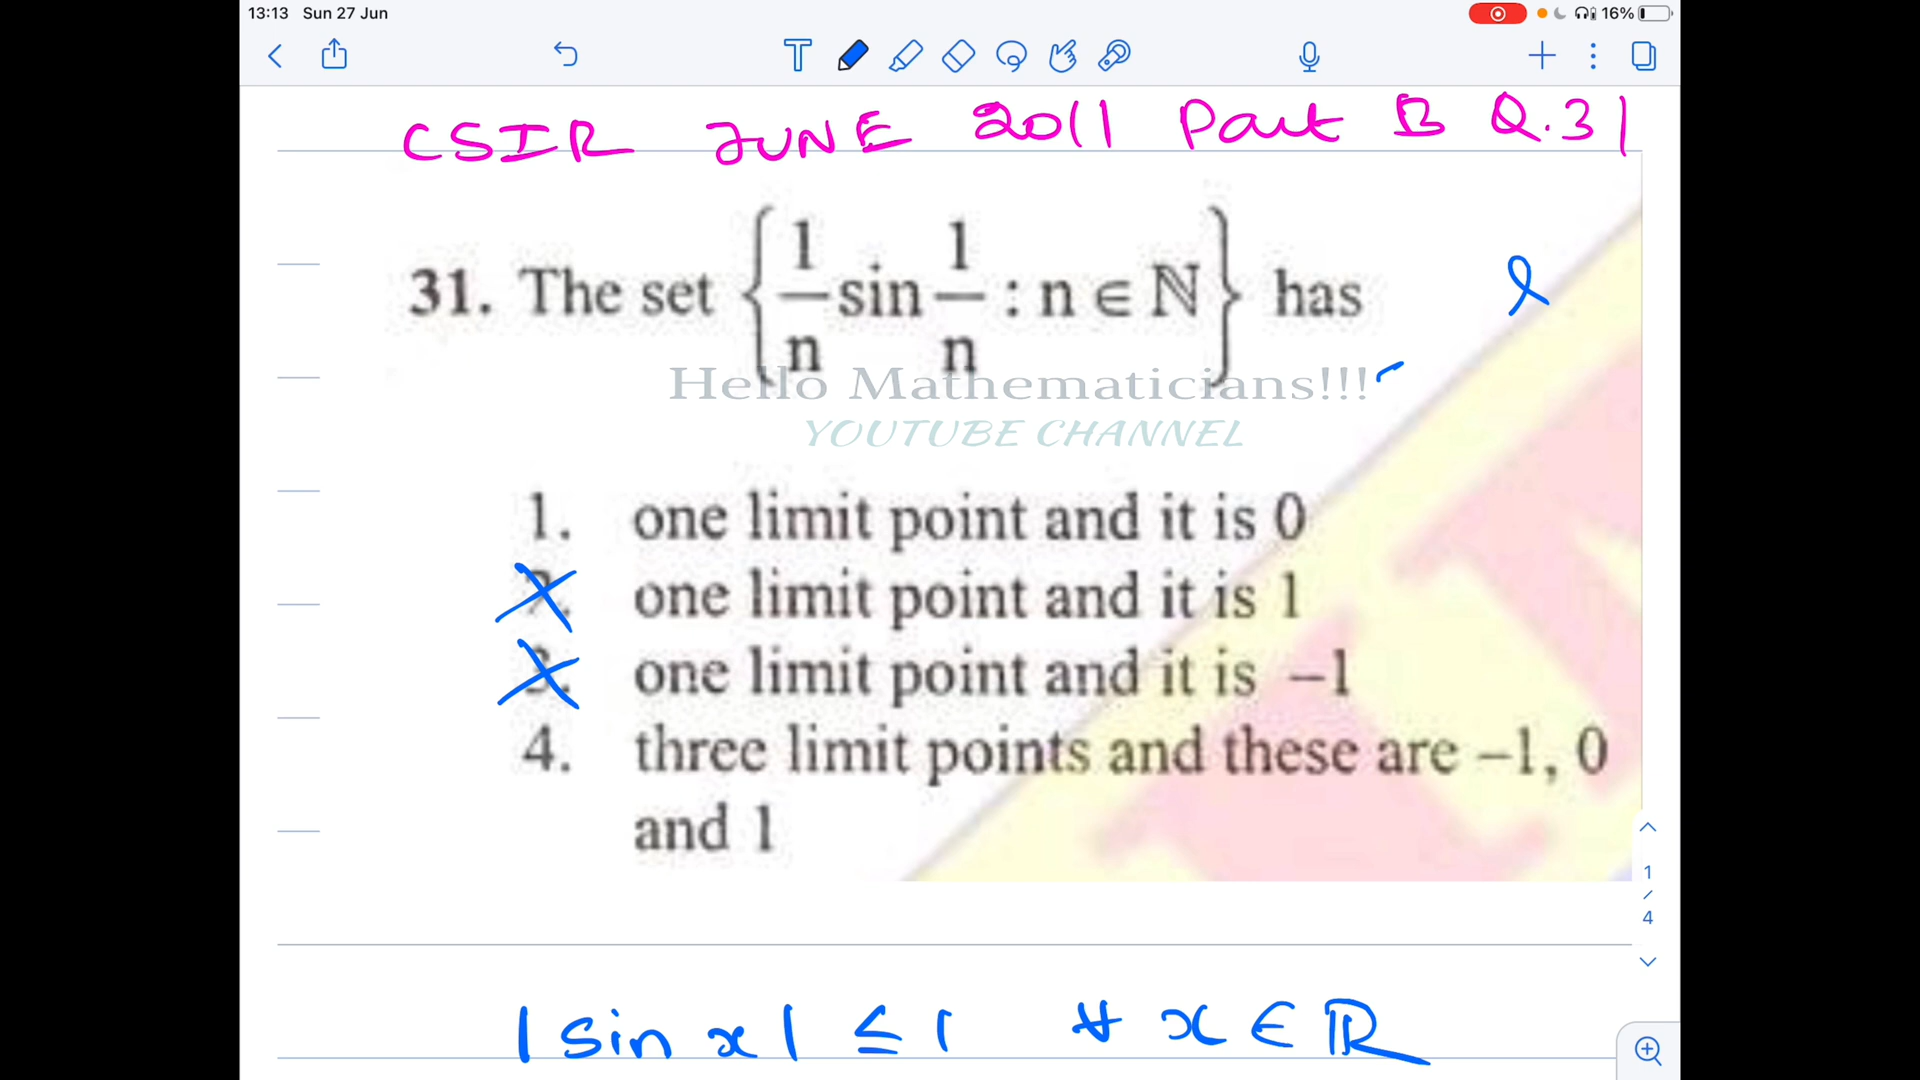 13:13 Sun 27 Jun
16%
CSIR JUNE 2011 Part B Q.31
31. The set {1/n sin 1/n : n ∈ ℕ} has
Hello Mathematicians!!!
YOUTUBE CHANNEL
1. one limit point and it is 0
2. one limit point and it is 1
3. one limit point and it is −1
4. three limit points and these are −1, 0
and 1
1
/
4
|sin x| ≤ 1 ∀ x ∈ ℝ